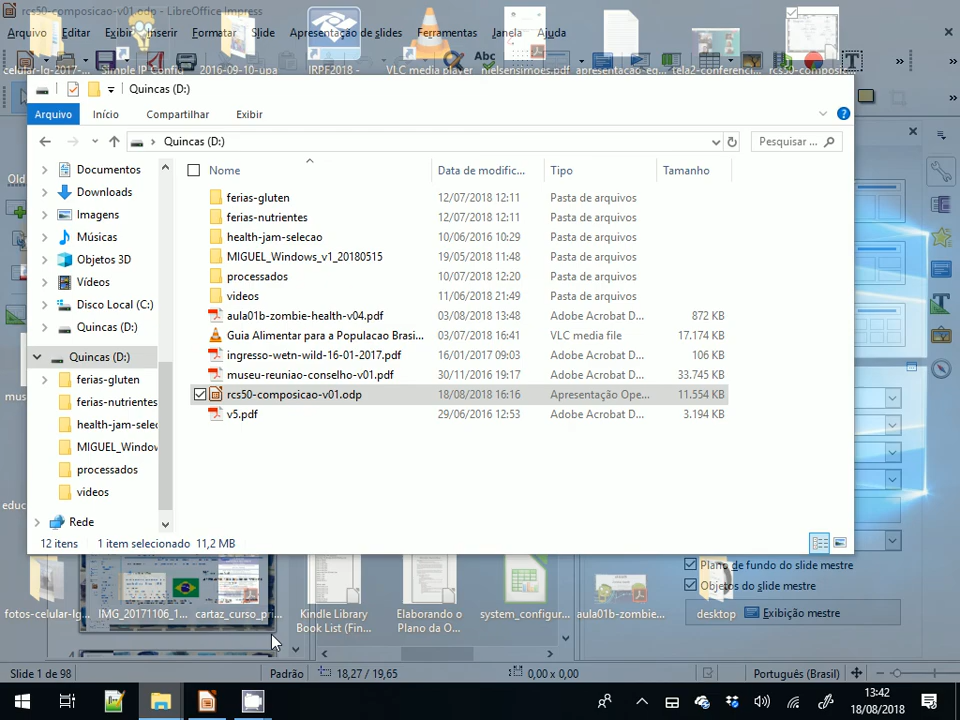 rcs50-composicao-v01.odp - LibreOffice Impress
Arquivo Editar Exibir Inserir Formatar Slide Apresentação de slides Ferramentas Janela Ajuda
Simple IP Config 2016-09-10-upa IRPF2018 - VLC media player nielsensimoes.pdf
Quincas (D:)
Arquivo Início Compartilhar Exibir
Quincas (D:) Pesquisar ...
Nome Data de modific... Tipo Tamanho
Documentos
Downloads
Imagens
Músicas
Objetos 3D
Vídeos
Disco Local (C:)
Quincas (D:)
Quincas (D:)
ferias-gluten
ferias-nutrientes
health-jam-selec
MIGUEL_Window
processados
videos
Rede
ferias-gluten 12/07/2018 12:11 Pasta de arquivos
ferias-nutrientes 12/07/2018 12:11 Pasta de arquivos
health-jam-selecao 10/06/2016 10:29 Pasta de arquivos
MIGUEL_Windows_v1_20180515 19/05/2018 11:48 Pasta de arquivos
processados 10/07/2018 12:20 Pasta de arquivos
videos 11/06/2018 21:49 Pasta de arquivos
aula01b-zombie-health-v04.pdf 03/08/2018 13:48 Adobe Acrobat D... 872 KB
Guia Alimentar para a Populacao Brasi... 03/07/2018 16:41 VLC media file 17.174 KB
ingresso-wetn-wild-16-01-2017.pdf 16/01/2017 09:03 Adobe Acrobat D... 106 KB
museu-reuniao-conselho-v01.pdf 30/11/2016 19:17 Adobe Acrobat D... 33.745 KB
rcs50-composicao-v01.odp 18/08/2018 16:16 Apresentação Ope... 11.554 KB
v5.pdf 29/06/2016 12:53 Adobe Acrobat D... 3.194 KB
12 itens 1 item selecionado 11,2 MB
Plano de fundo do slide mestre
Objetos do slide mestre
Exibição mestre
fotos-celular-lg... IMG_20171106_1... cartaz_curso_pri... Kindle Library Elaborando o system_configur... aula01b-zombie... desktop
Book List (Fin... Plano da O...
Slide 1 de 98 Padrão 18,27 / 19,65 0,00 x 0,00 Português (Brasil)
13:42
18/08/2018